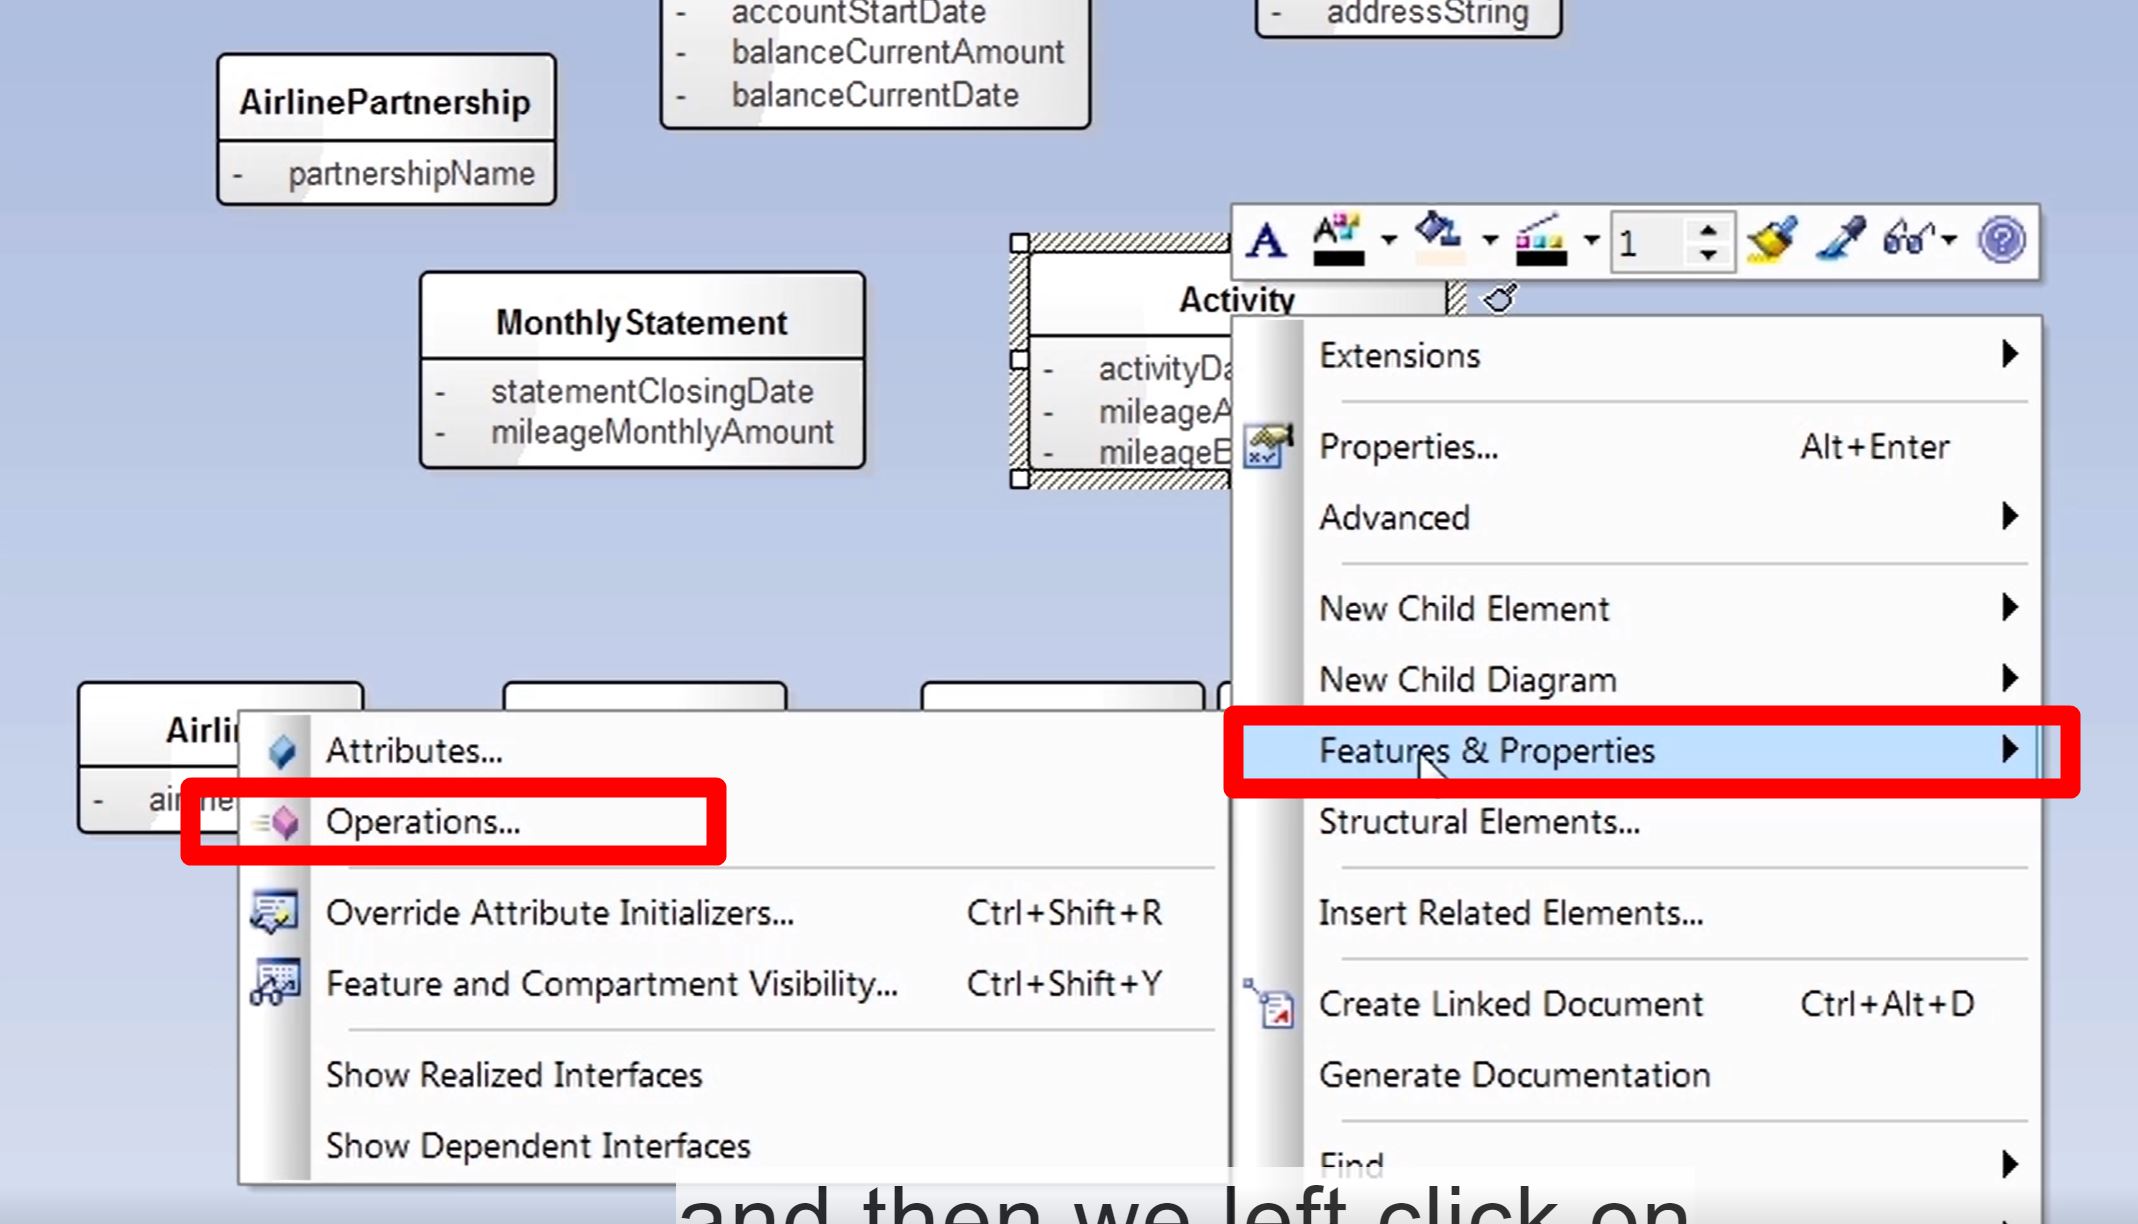 - accountStartDate
- balanceCurrentAmount
- balanceCurrentDate
- addressString
AirlinePartnership
- partnershipName
MonthlyStatement
- statementClosingDate
- mileageMonthlyAmount
A A 1 ?
Activity
- activityDa
- mileageA
- mileageE
Extensions
Properties... Alt+Enter
Advanced
New Child Element
New Child Diagram
Features & Properties
Structural Elements...
Insert Related Elements...
Create Linked Document Ctrl+Alt+D
Generate Documentation
Find
Airlin
- airline
Attributes...
Operations...
Override Attribute Initializers... Ctrl+Shift+R
Feature and Compartment Visibility... Ctrl+Shift+Y
Show Realized Interfaces
Show Dependent Interfaces
and then we left click on